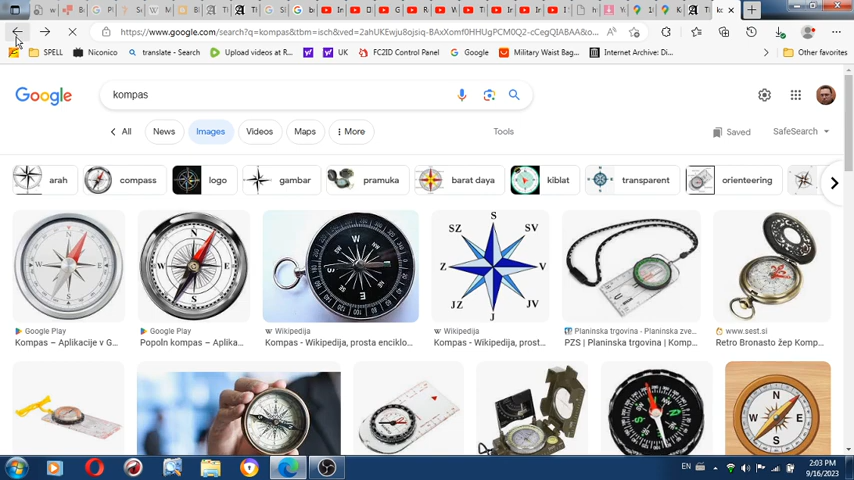 https://www.google.com/search?q=kompas&tbm=isch&ved=2ahUKEwju8ojsiq-BAxXomf0HHUgPCM0Q2-cCegQIABAA&o...
SPELL Niconico translate - Search Upload videos at R... UK FC2ID Control Panel Google Military Waist Bag... Internet Archive: Di... Other favorites
Google kompas
All News Images Videos Maps More Tools Saved SafeSearch
arah compass logo gambar pramuka barat daya kiblat transparent orienteering
N
W E
S
N
W E
S
W
N
S
E
S
SZ SV
Z V
JZ JV
J
Google Play Google Play Wikipedija Wikipedija Planinska trgovina - Planinska zve... www.sest.si
Kompas – Aplikacije v G... Popoln kompas – Aplika... Kompas - Wikipedija, prosta enciklo... Kompas - Wikipedija, prost... PZS | Planinska trgovina | Komp... Retro Bronasto žep Komp...
N
W E
S
EN 2:03 PM
9/16/2023